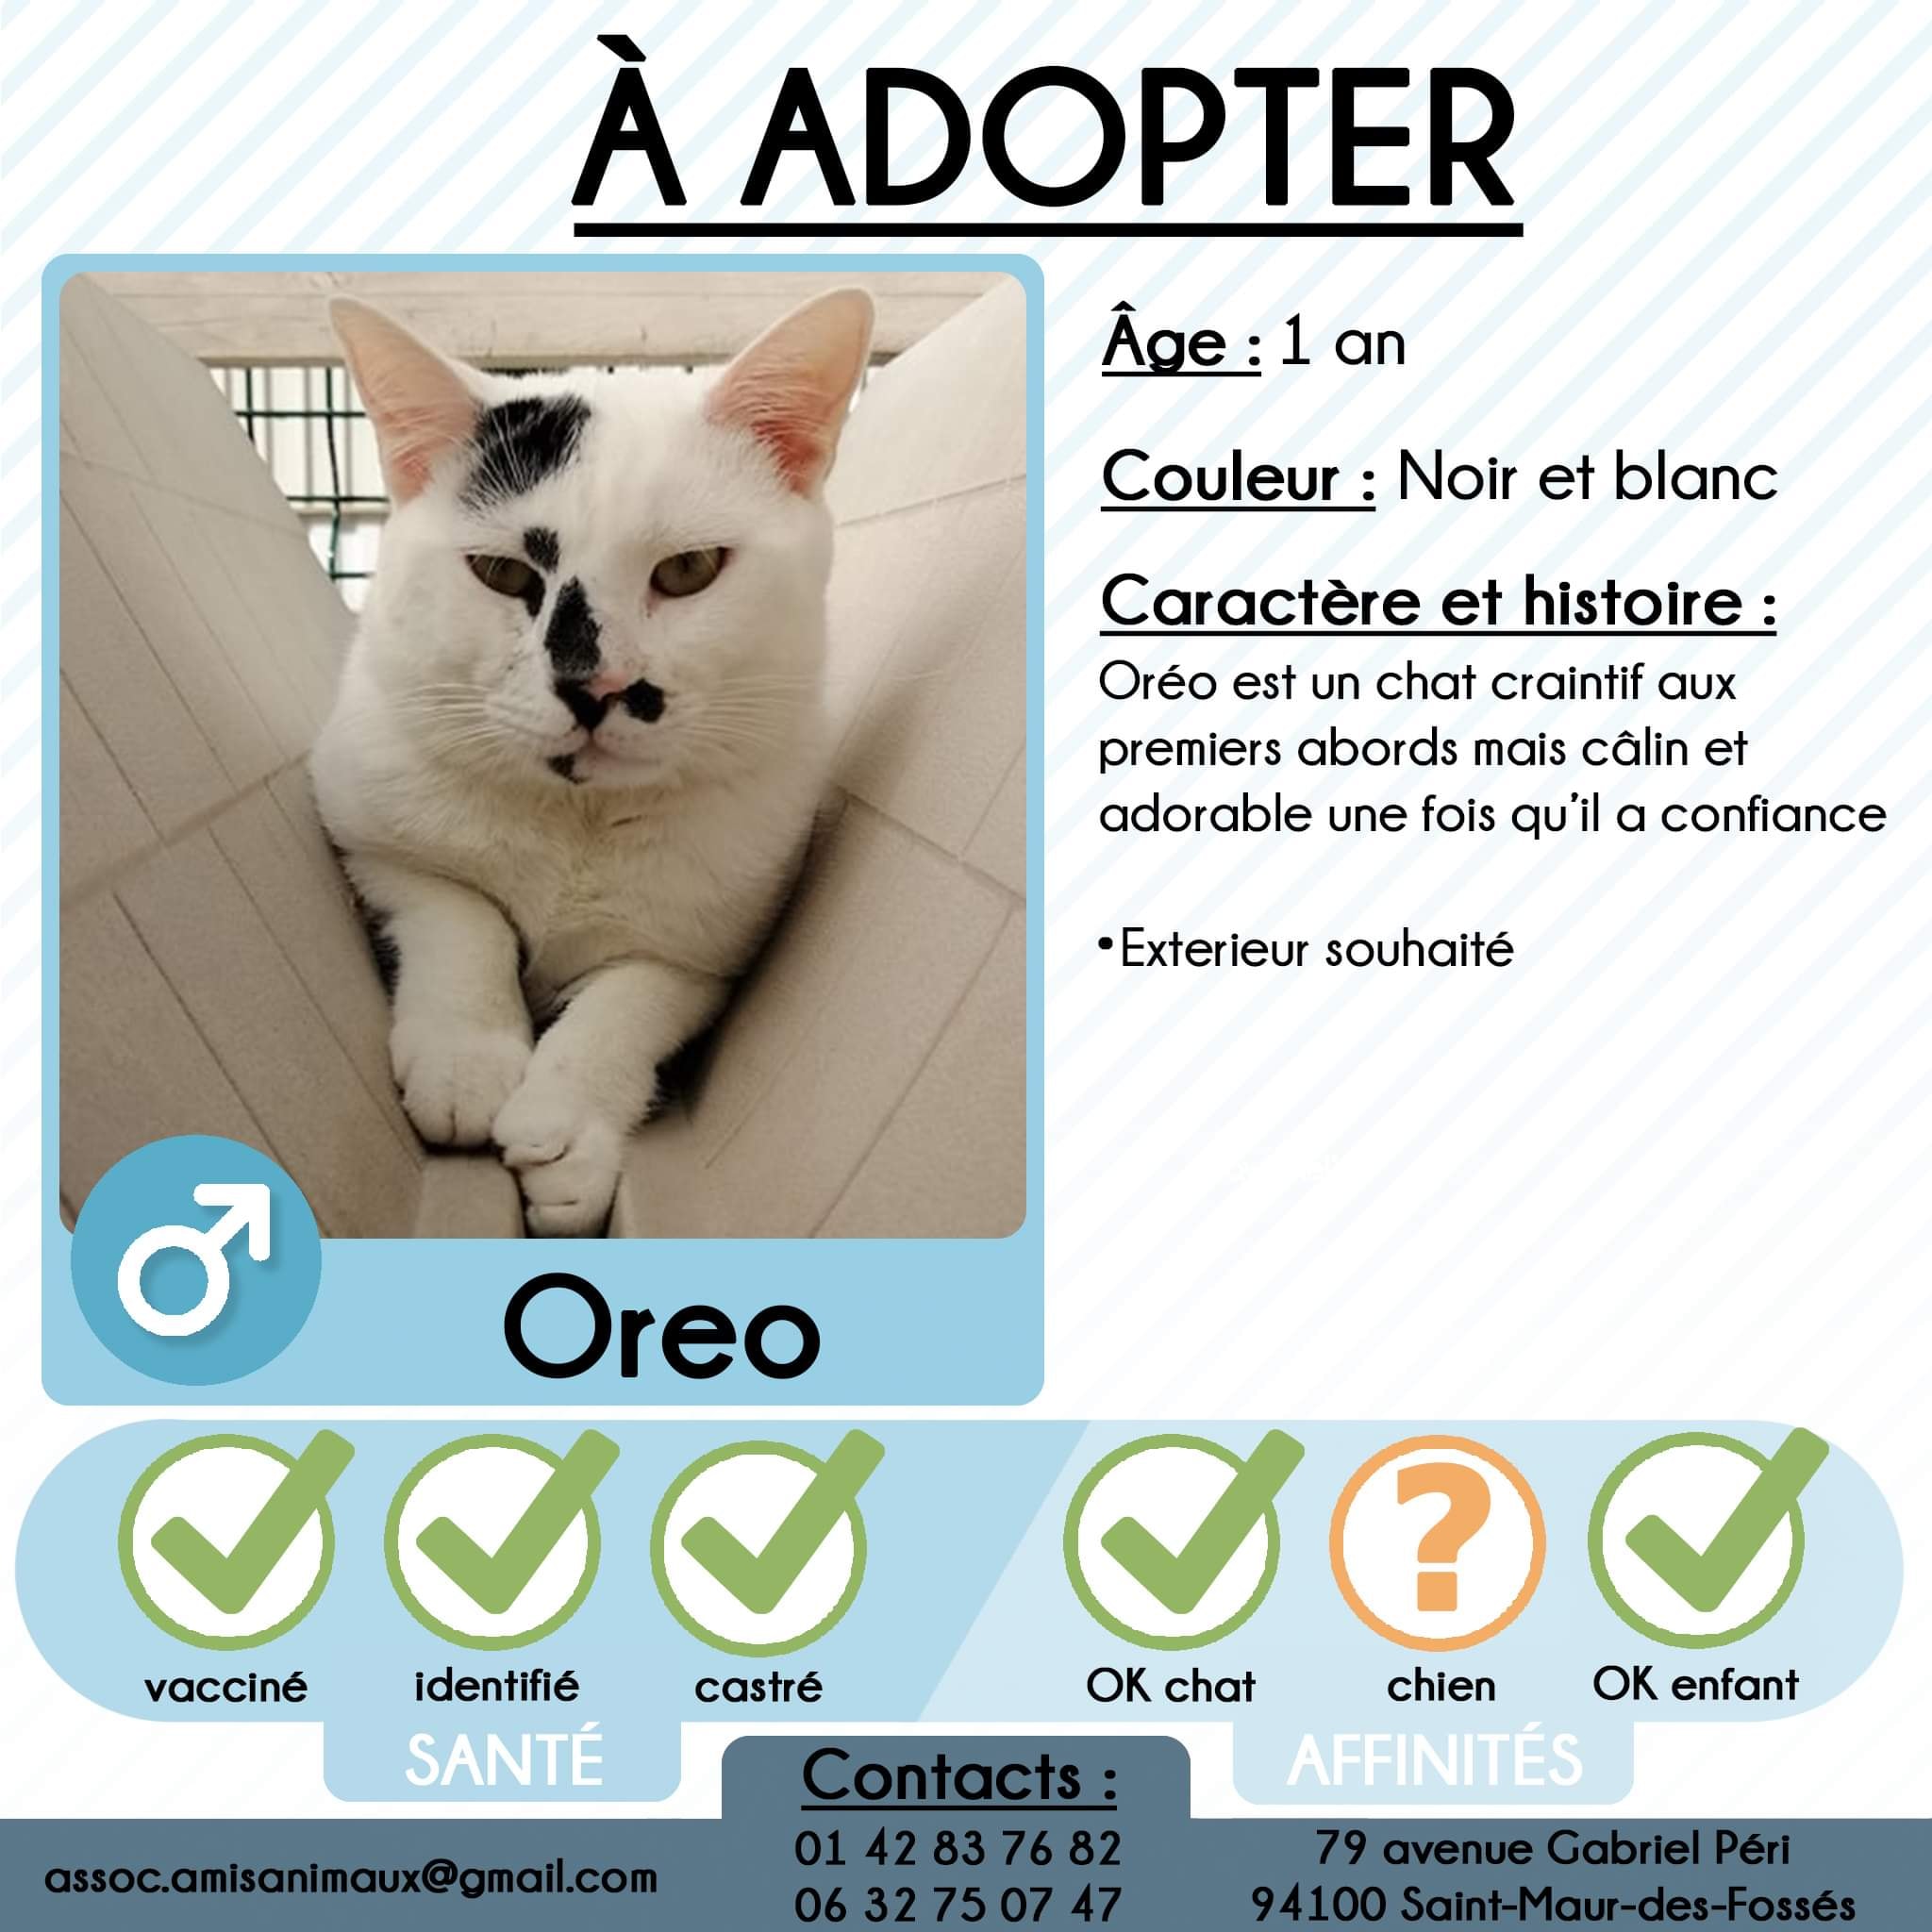 À ADOPTER
Âge : 1 an
Couleur : Noir et blanc
Caractère et histoire :
Oréo est un chat craintif aux
premiers abords mais câlin et
adorable une fois qu’il a confiance
•Exterieur souhaité
Oreo
vacciné
identifié
castré
OK chat
chien
OK enfant
SANTÉ
AFFINITÉS
Contacts :
assoc.amisanimaux@gmail.com
01 42 83 76 82
06 32 75 07 47
79 avenue Gabriel Péri
94100 Saint-Maur-des-Fossés